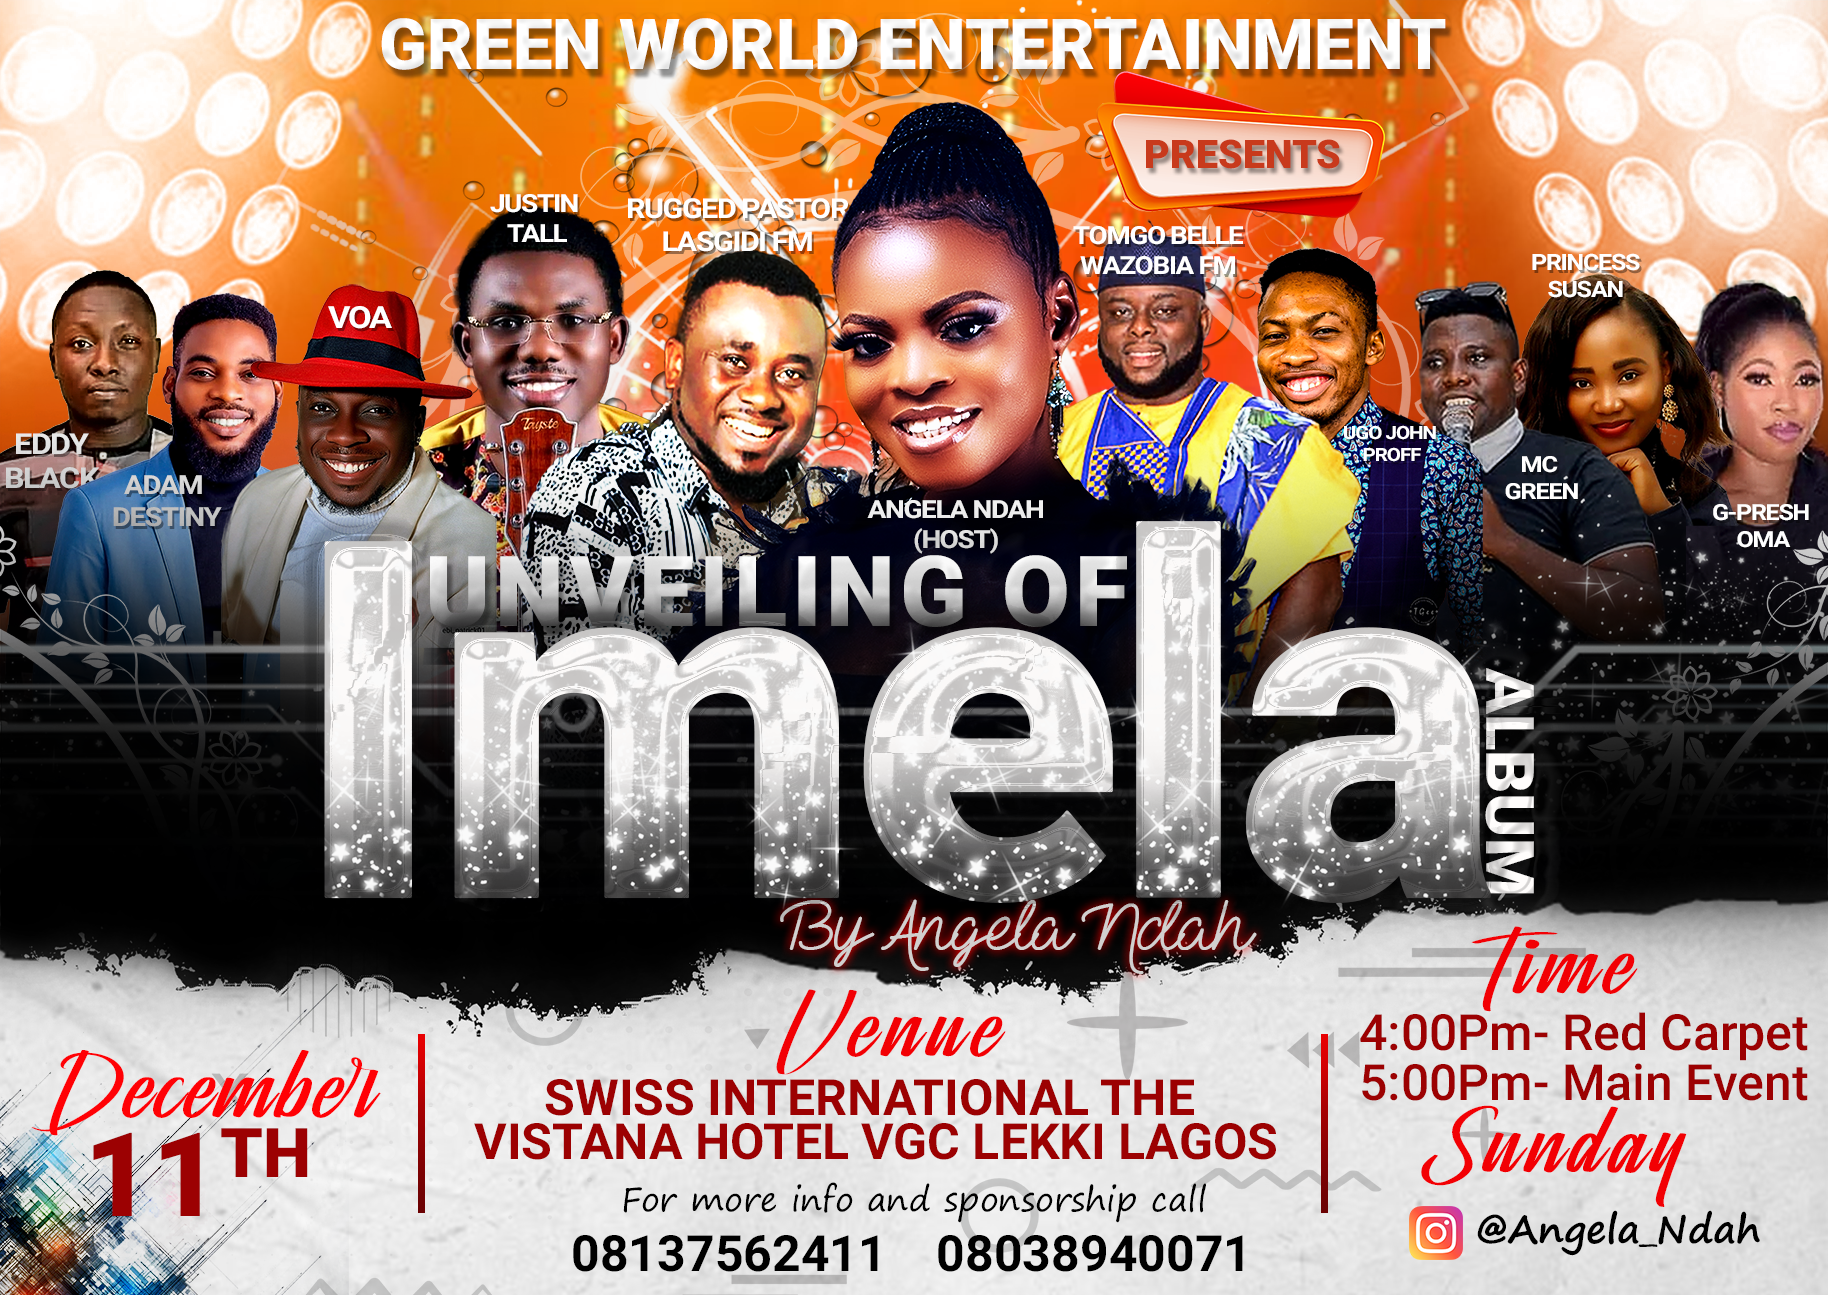 GREEN WORLD ENTERTAINMENT
PRESENTS
JUSTIN
TALL
RUGGED PASTOR
LASGIDI FM
TOMGO BELLE
WAZOBIA FM
PRINCESS
SUSAN
VOA
EDDY
BLACK
ADAM
DESTINY
Tayste
ANGELA NDAH
(HOST)
UGO JOHN
PROFF
MC
GREEN
G-PRESH
OMA
UNVEILING OF
Imela
ALBUM
By Angela Ndah
December
11TH
Venue
SWISS INTERNATIONAL THE
VISTANA HOTEL VGC LEKKI LAGOS
For more info and sponsorship call
08137562411 08038940071
Time
4:00Pm- Red Carpet
5:00Pm- Main Event
Sunday
@Angela_Ndah